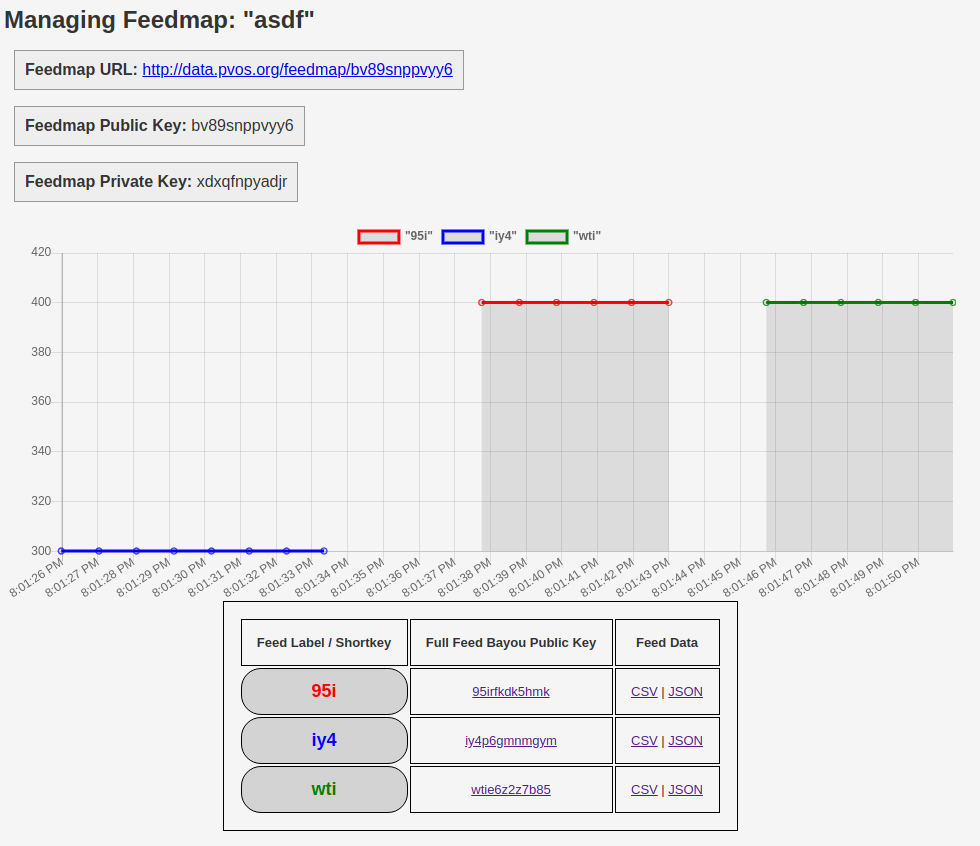 Managing Feedmap: "asdf"
Feedmap URL: http://data.pvos.org/feedmap/bv89snppvyy6
Feedmap Public Key: bv89snppvyy6
Feedmap Private Key: xdxqfnpyadjr
"95i" "iy4" "wti"
420
400
380
360
340
320
300
8:01:26 PM 8:01:27 PM 8:01:28 PM 8:01:29 PM 8:01:30 PM 8:01:31 PM 8:01:32 PM 8:01:33 PM 8:01:34 PM 8:01:35 PM 8:01:36 PM 8:01:37 PM 8:01:38 PM 8:01:39 PM 8:01:40 PM 8:01:41 PM 8:01:42 PM 8:01:43 PM 8:01:44 PM 8:01:45 PM 8:01:46 PM 8:01:47 PM 8:01:48 PM 8:01:49 PM 8:01:50 PM
Feed Label / Shortkey Full Feed Bayou Public Key Feed Data
95i 95irfkdk5hmk CSV | JSON
iy4 iy4p6gmnmgym CSV | JSON
wti wtie6z2z7b85 CSV | JSON